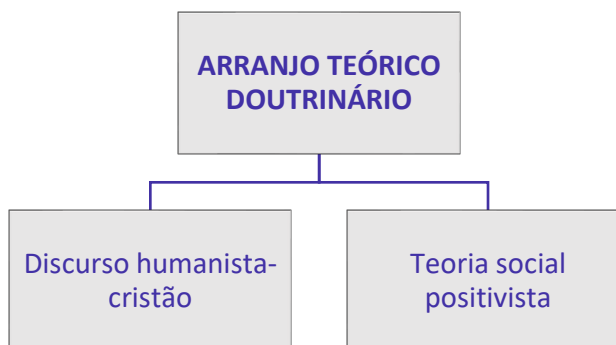 ARRANJO TEÓRICO
DOUTRINÁRIO
Discurso humanista-
cristão
Teoria social
positivista